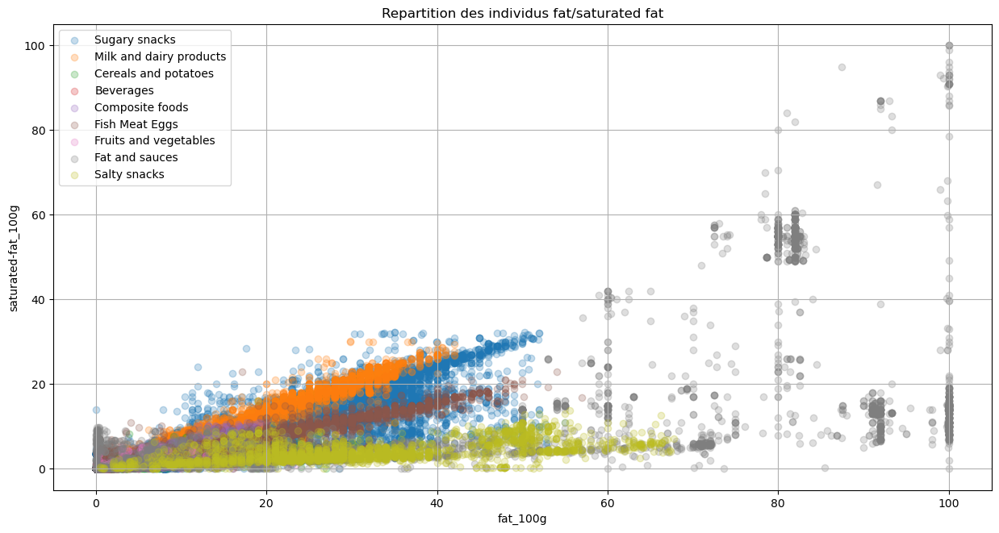 Repartition des individus fat/saturated fat
Sugary snacks
Milk and dairy products
Cereals and potatoes
Beverages
Composite foods
Fish Meat Eggs
Fruits and vegetables
Fat and sauces
Salty snacks
100
80
60
40
20
0
saturated-fat_100g
0 20 40 60 80 100
fat_100g